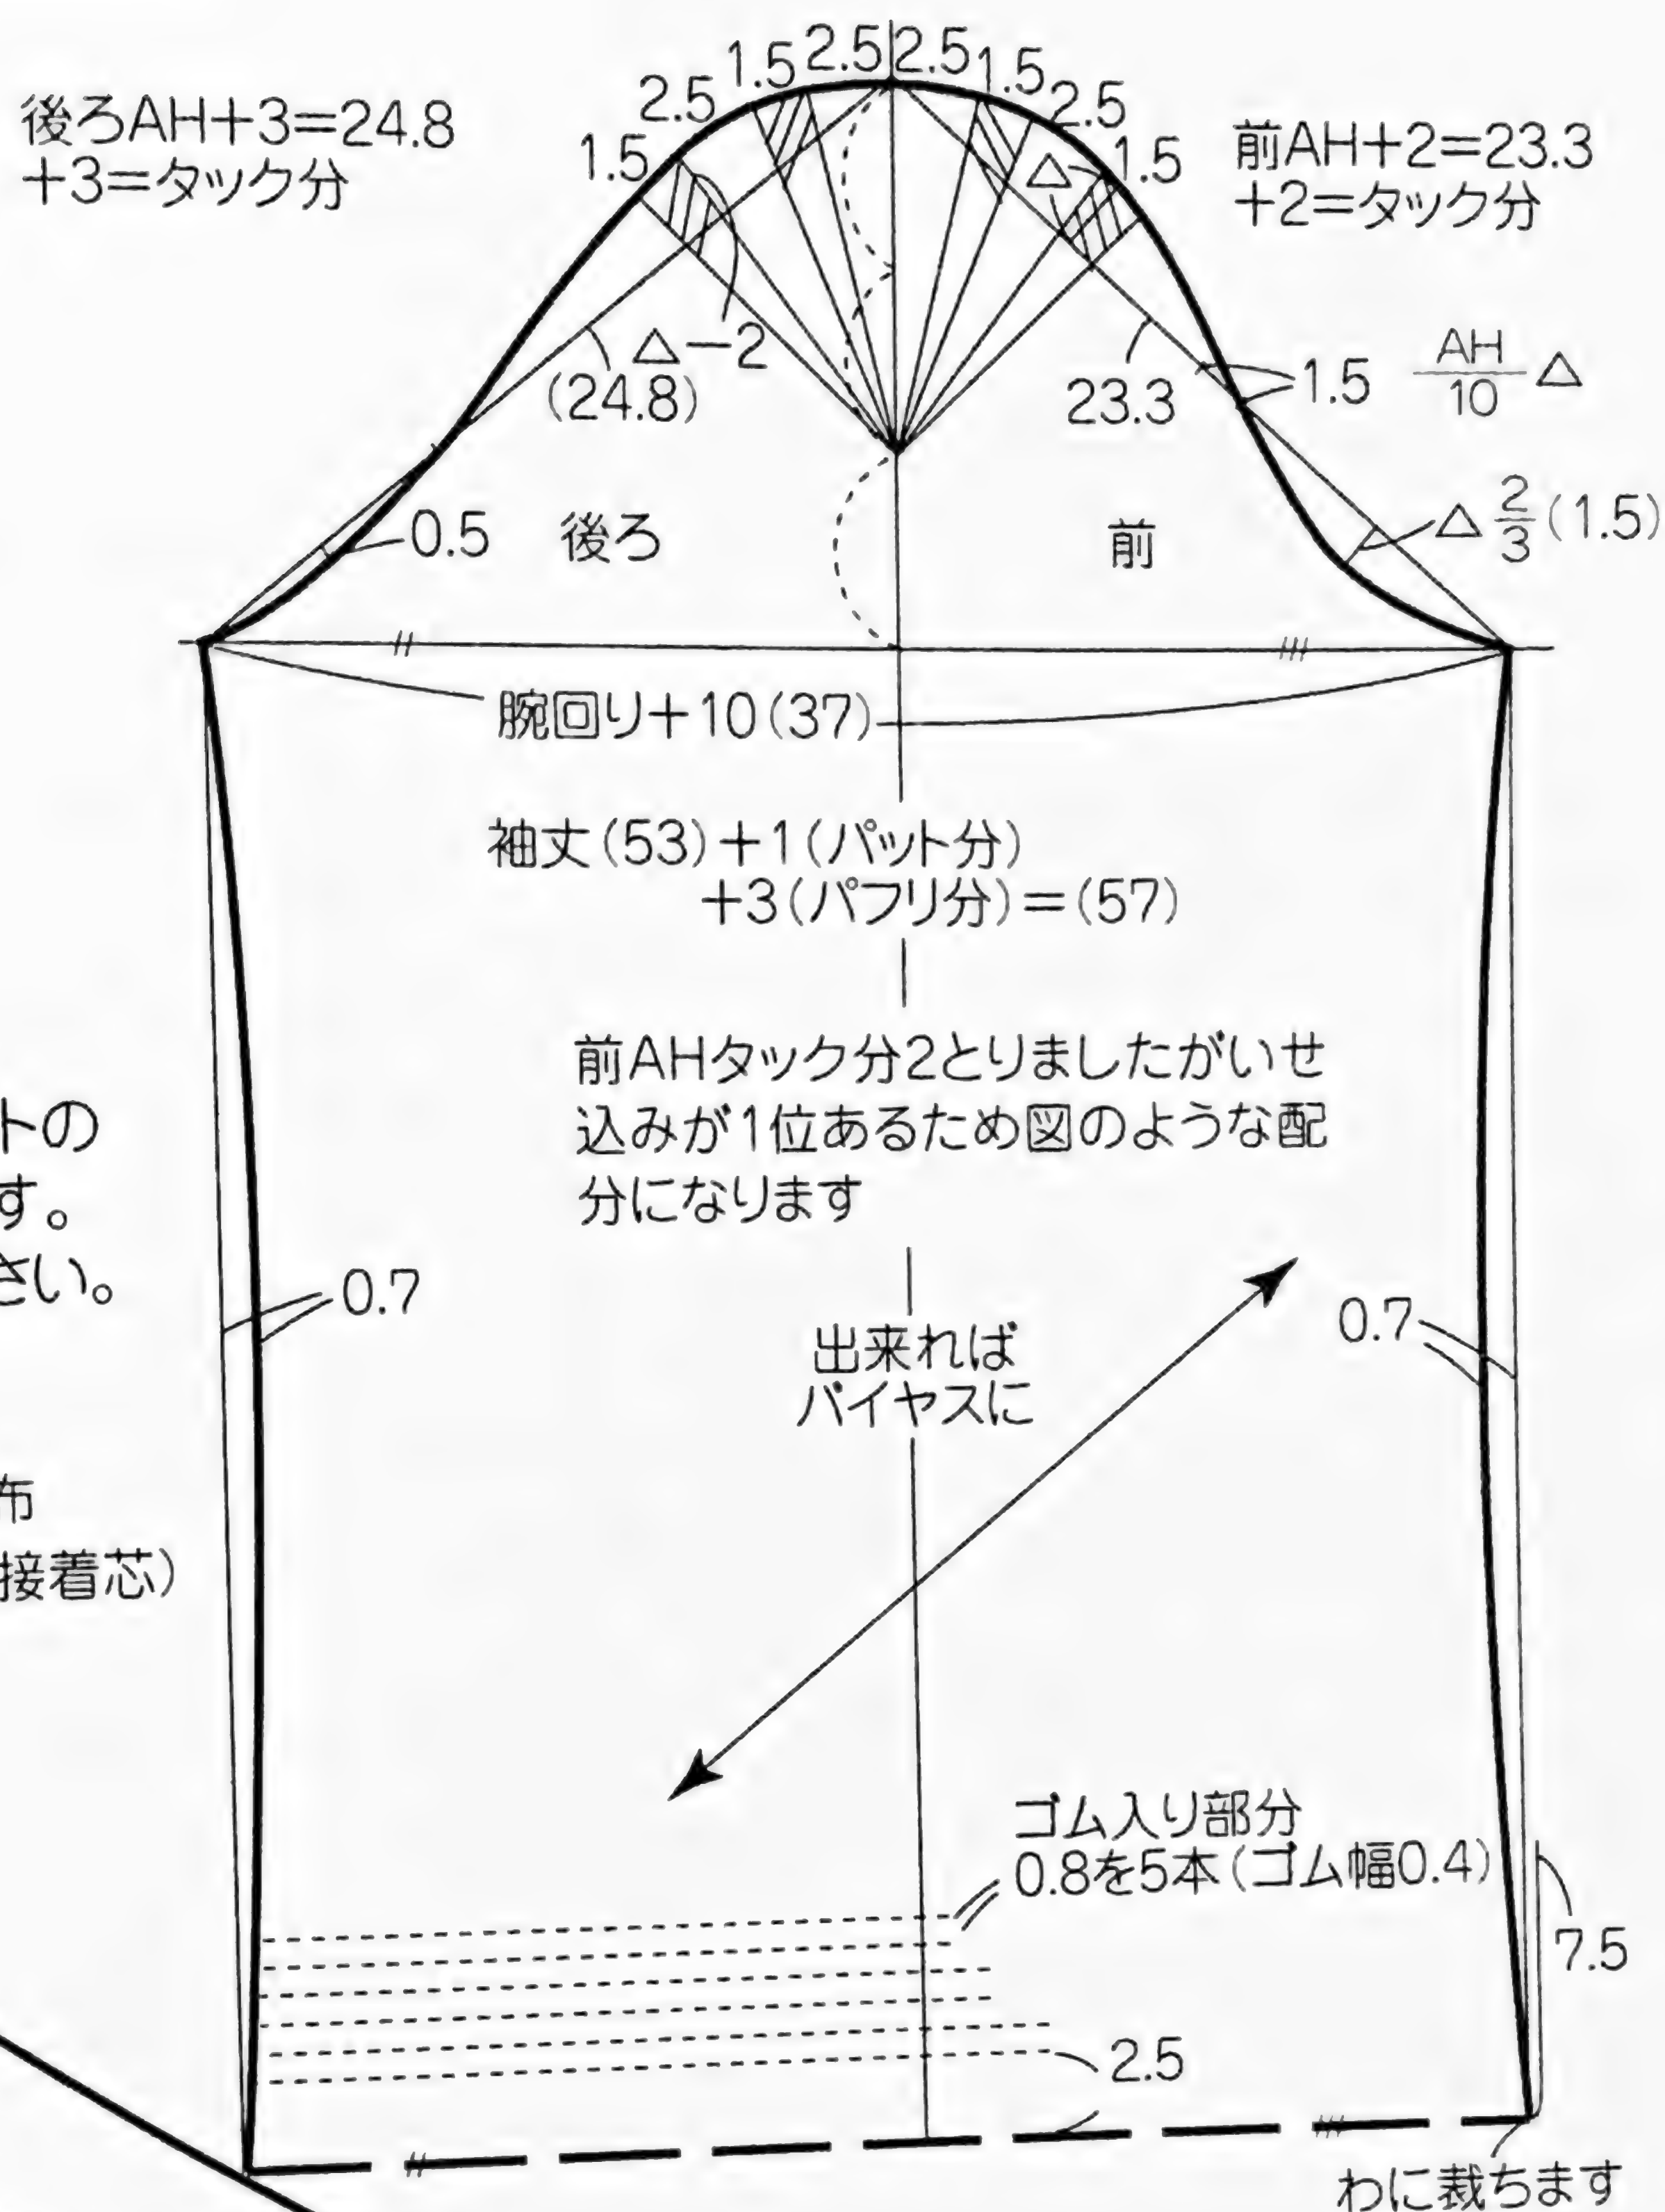 1.5 2.5 1.5 2.5 2.5 1.5 2.5 1.5
後ろAH+3=24.8
+3=タック分
前AH+2=23.3
+2=タック分
△
△−2
(24.8)
23.3
1.5
AH/10 △
0.5
後ろ
前
△ 2/3 (1.5)
腕回り+10(37)
袖丈(53)+1(パット分)
+3(パフリ分)=(57)
前AHタック分2とりましたがいせ
込みが1位あるため図のような配
分になります
トの
す。
さい。
0.7
0.7
出来れば
バイヤスに
布
接着芯)
ゴム入り部分
0.8を5本(ゴム幅0.4)
7.5
2.5
わに裁ちます